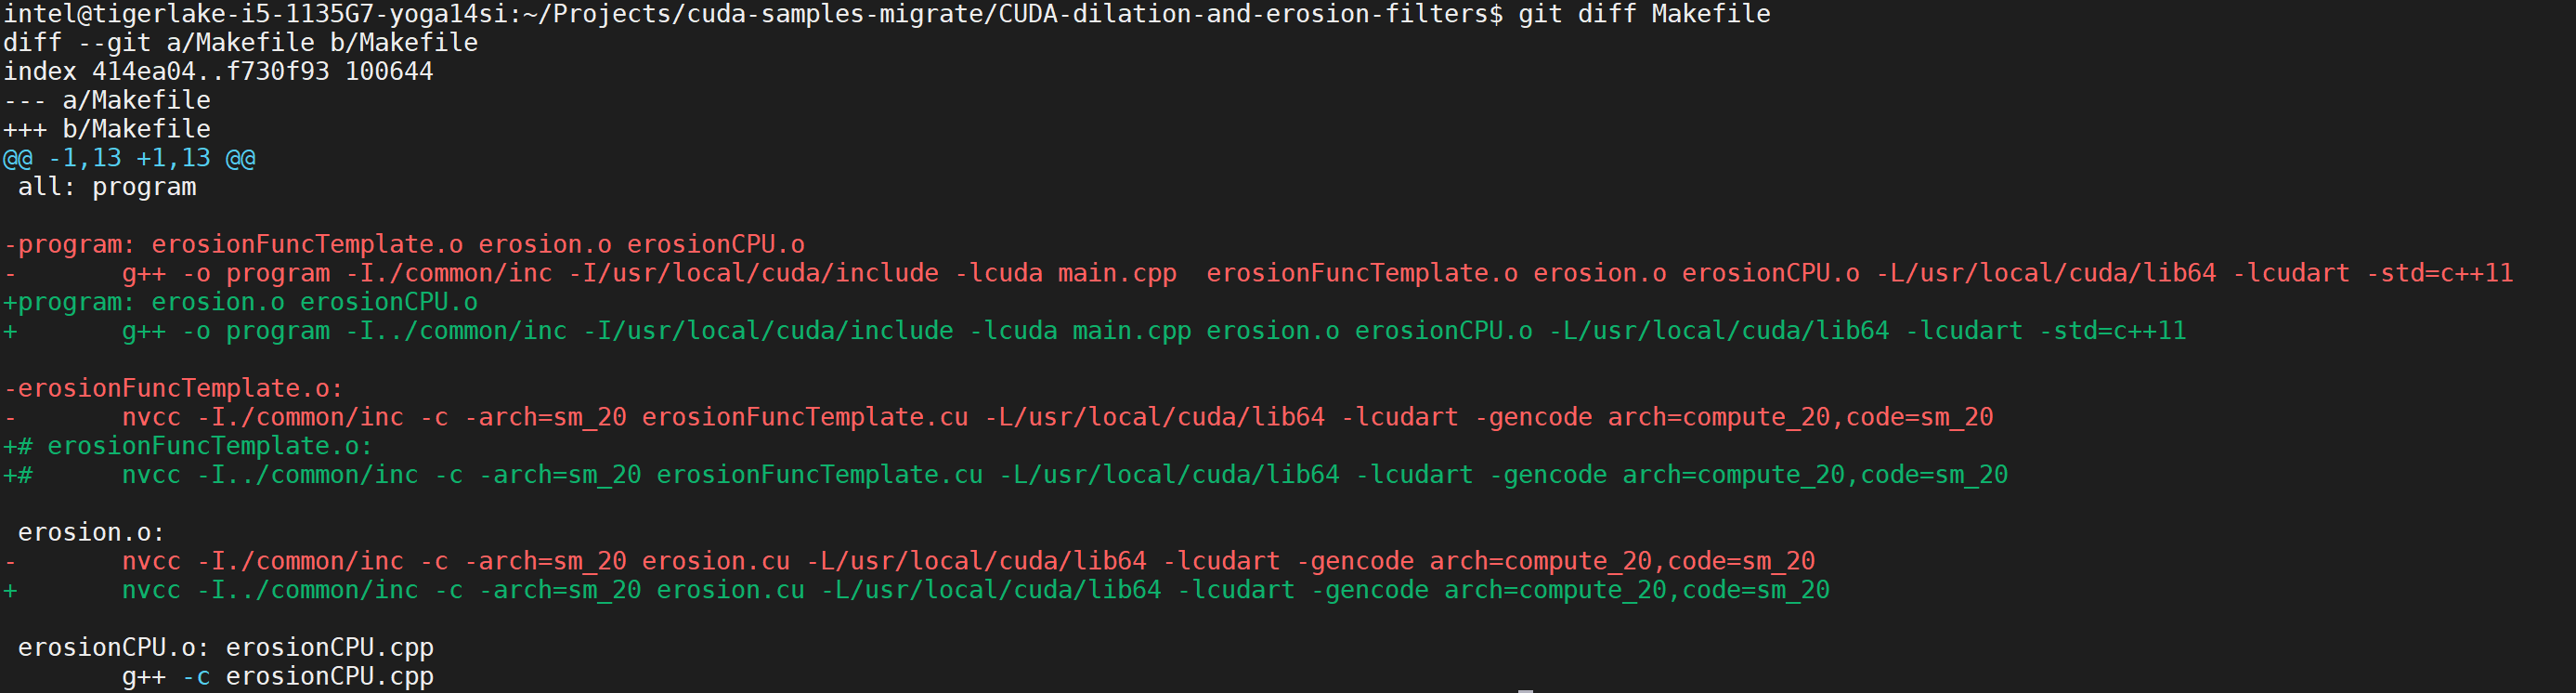 intel@tigerlake-i5-1135G7-yoga14si:~/Projects/cuda-samples-migrate/CUDA-dilation-and-erosion-filters$ git diff Makefile
diff --git a/Makefile b/Makefile
index 414ea04..f730f93 100644
--- a/Makefile
+++ b/Makefile
@@ -1,13 +1,13 @@
 all: program

-program: erosionFuncTemplate.o erosion.o erosionCPU.o
-       g++ -o program -I./common/inc -I/usr/local/cuda/include -lcuda main.cpp  erosionFuncTemplate.o erosion.o erosionCPU.o -L/usr/local/cuda/lib64 -lcudart -std=c++11
+program: erosion.o erosionCPU.o
+       g++ -o program -I../common/inc -I/usr/local/cuda/include -lcuda main.cpp erosion.o erosionCPU.o -L/usr/local/cuda/lib64 -lcudart -std=c++11

-erosionFuncTemplate.o:
-       nvcc -I./common/inc -c -arch=sm_20 erosionFuncTemplate.cu -L/usr/local/cuda/lib64 -lcudart -gencode arch=compute_20,code=sm_20
+# erosionFuncTemplate.o:
+#      nvcc -I../common/inc -c -arch=sm_20 erosionFuncTemplate.cu -L/usr/local/cuda/lib64 -lcudart -gencode arch=compute_20,code=sm_20

 erosion.o:
-       nvcc -I./common/inc -c -arch=sm_20 erosion.cu -L/usr/local/cuda/lib64 -lcudart -gencode arch=compute_20,code=sm_20
+       nvcc -I../common/inc -c -arch=sm_20 erosion.cu -L/usr/local/cuda/lib64 -lcudart -gencode arch=compute_20,code=sm_20

 erosionCPU.o: erosionCPU.cpp
        g++ -c erosionCPU.cpp